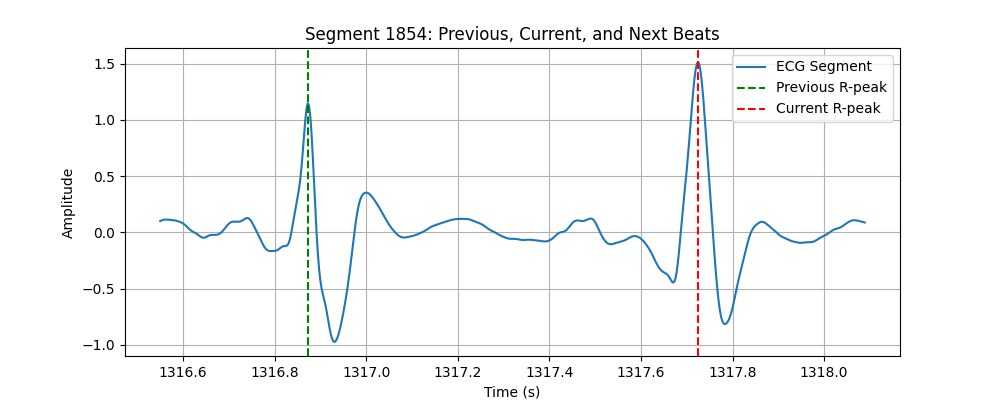 Segment 1854: Previous, Current, and Next Beats
ECG Segment
Previous R-peak
Current R-peak
Amplitude
1.5
1.0
0.5
0.0
−0.5
−1.0
1316.6 1316.8 1317.0 1317.2 1317.4 1317.6 1317.8 1318.0
Time (s)